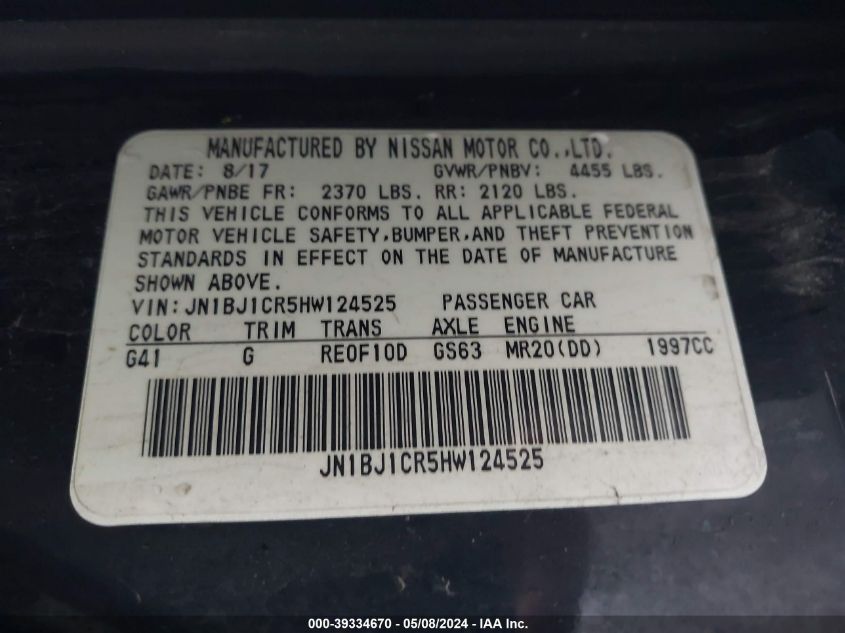 MANUFACTURED BY NISSAN MOTOR CO.,LTD.
DATE: 8/17 GVWR/PNBV: 4455 LBS.
GAWR/PNBE FR: 2370 LBS. RR: 2120 LBS.
THIS VEHICLE CONFORMS TO ALL APPLICABLE FEDERAL
MOTOR VEHICLE SAFETY,BUMPER,AND THEFT PREVENTION
STANDARDS IN EFFECT ON THE DATE OF MANUFACTURE
SHOWN ABOVE.
VIN:JN1BJ1CR5HW124525 PASSENGER CAR
COLOR TRIM TRANS AXLE ENGINE
G41 G RE0F10D GS63 MR20(DD) 1997CC
JN1BJ1CR5HW124525
000-39334670 - 05/08/2024 - IAA Inc.